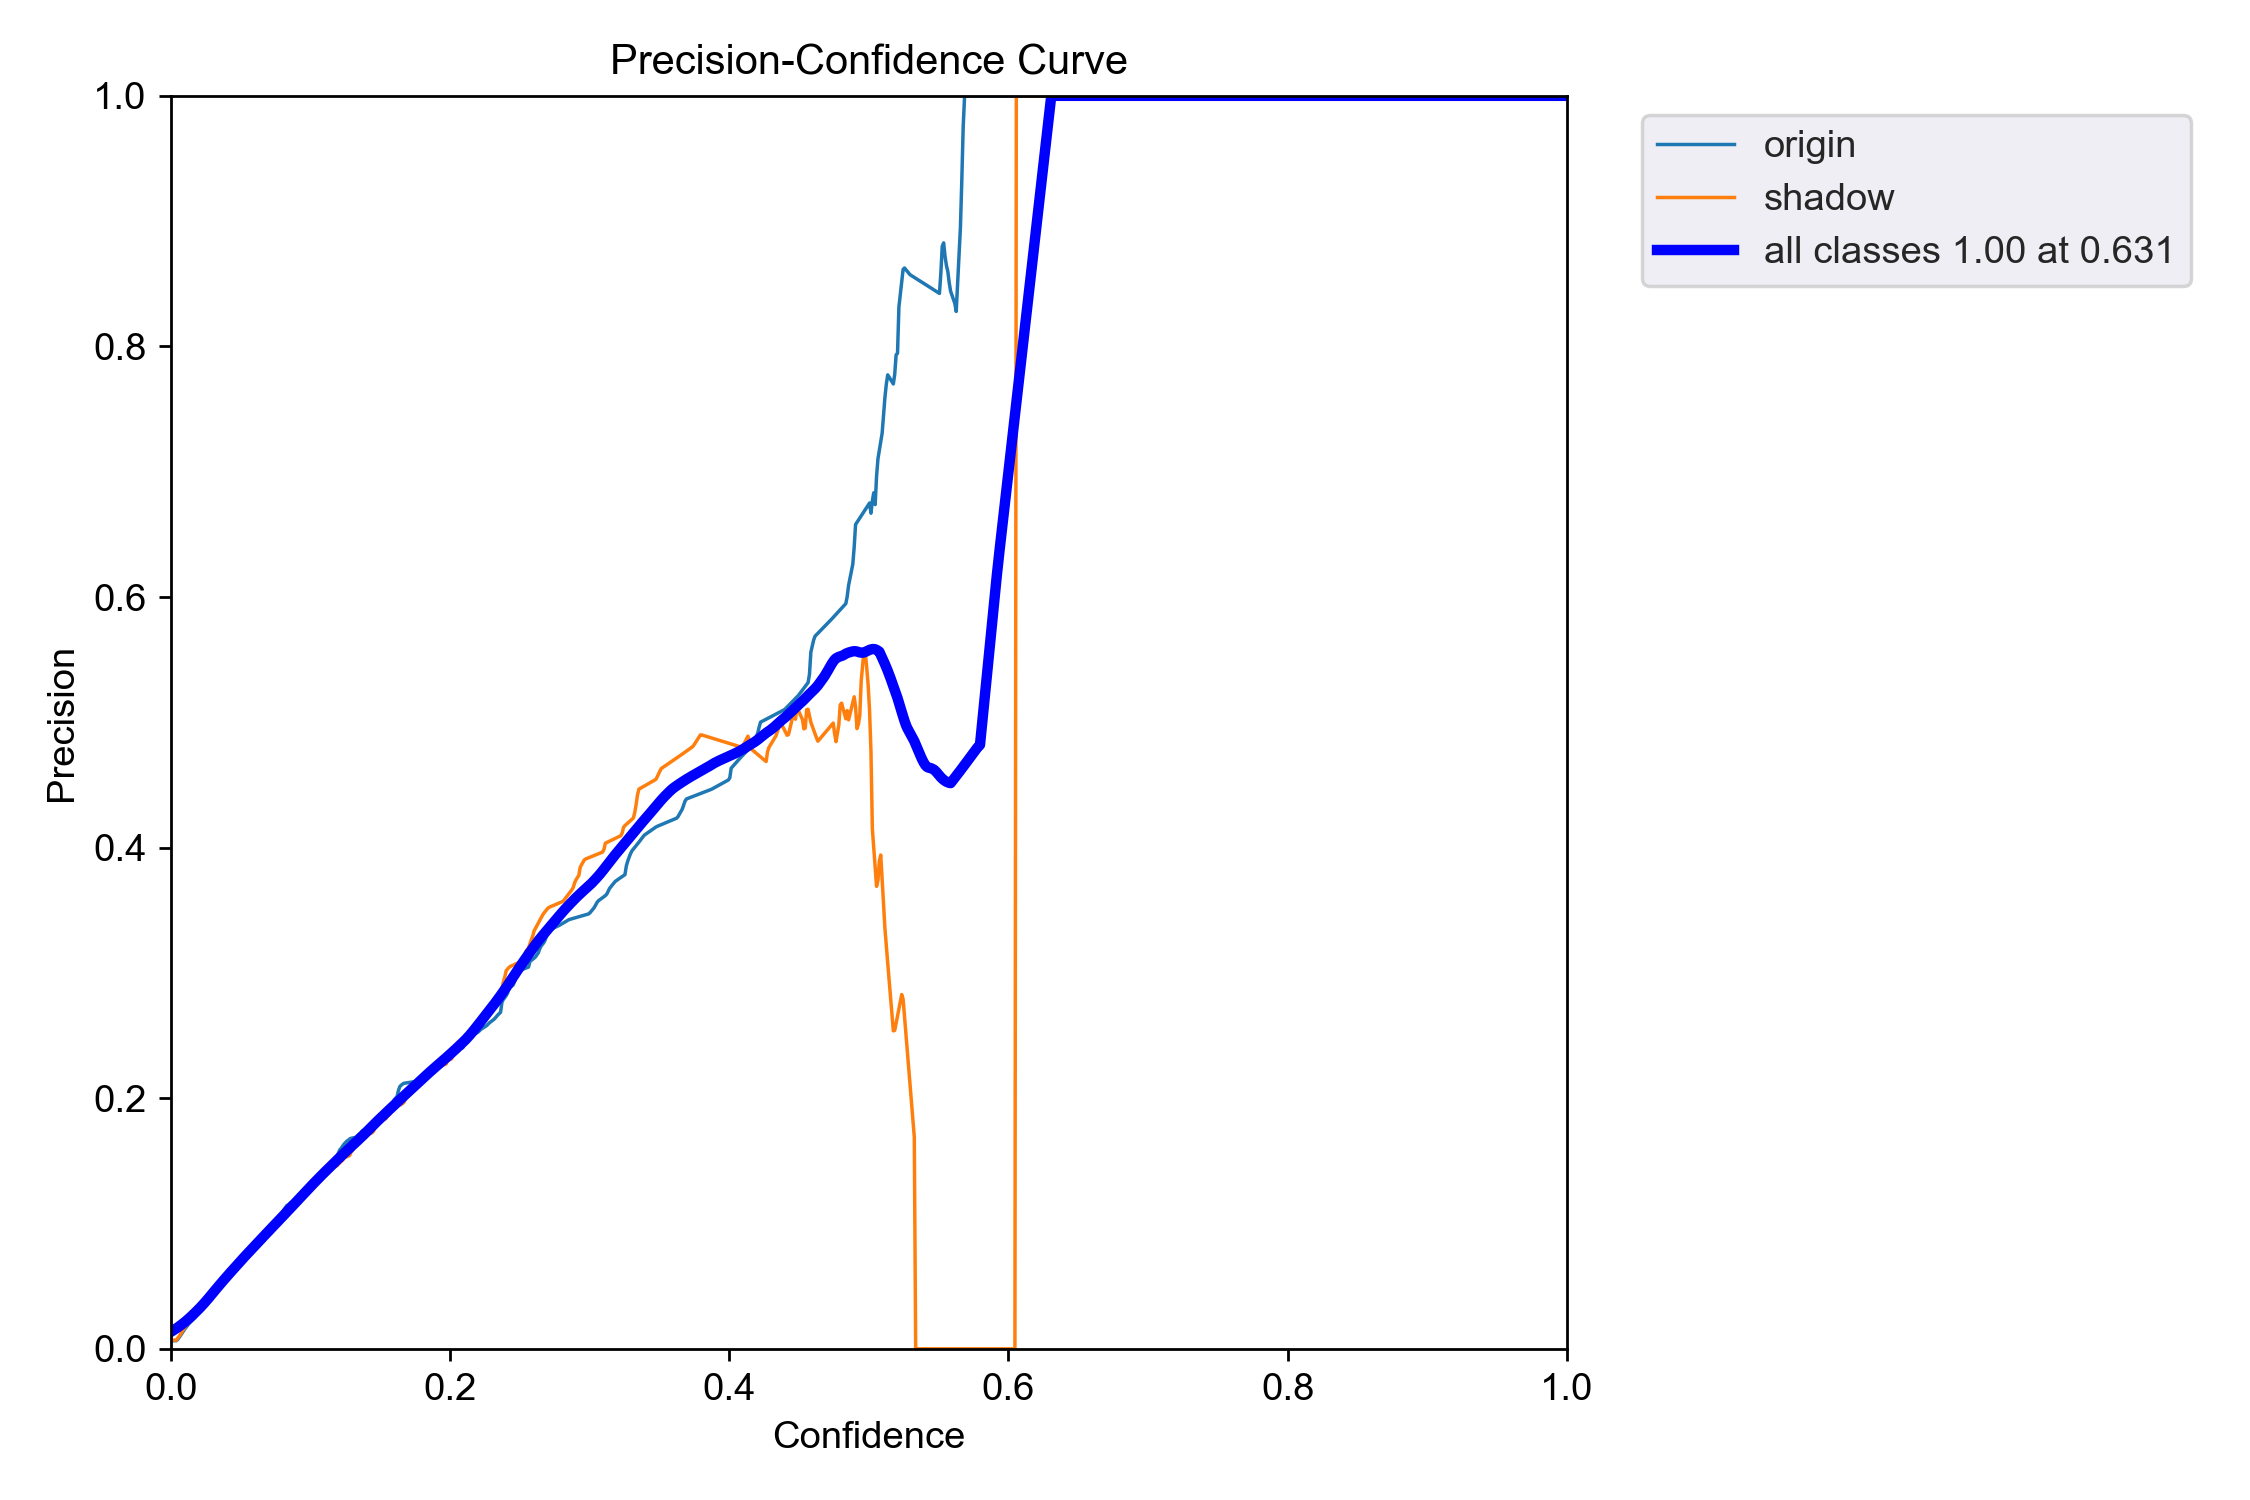 Precision-Confidence Curve
1.0
0.8
0.6
0.4
0.2
0.0
Precision
0.0 0.2 0.4 0.6 0.8 1.0
Confidence
origin
shadow
all classes 1.00 at 0.631